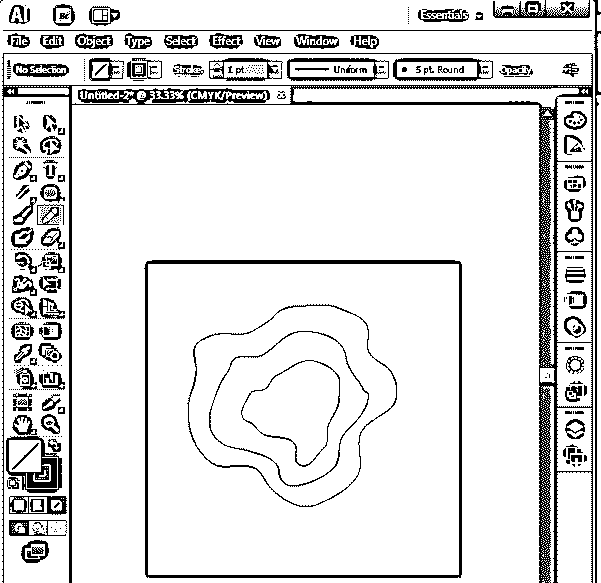 Ai Br Essentials
File Edit Object Type Select Effect View Window Help
No Selection Stroke: 1 pt Uniform 5 pt. Round Opacity
Untitled-2* @ 33.33% (CMYK/Preview)